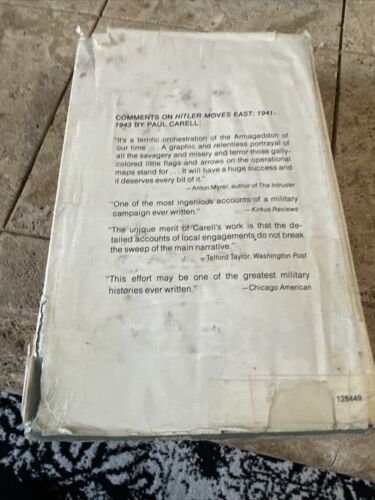 COMMENTS ON HITLER MOVES EAST: 1941-
1943 BY PAUL CARELL:
"It's a terrific orchestration of the Armageddon of
our time . . . A graphic and relentless portrayal of
all the savagery and misery and terror those gaily-
colored little flags and arrows on the operational
maps stand for . . . It will have a huge success and
it deserves every bit of it."
—Anton Myrer, author of The Intruder
"One of the most ingenious accounts of a military
campaign ever written."
—Kirkus Reviews
"The unique merit of Carell's work is that the de-
tailed accounts of local engagements do not break
the sweep of the main narrative."
—Telford Taylor, Washington Post
"This effort may be one of the greatest military
histories ever written."
—Chicago American
128449